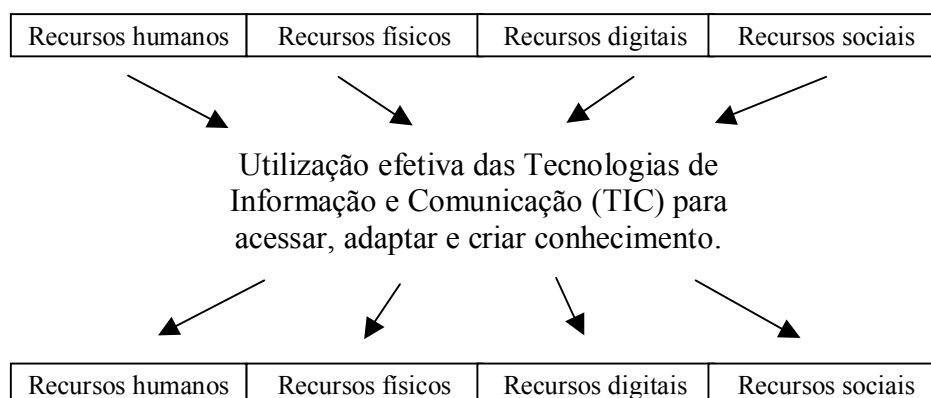 Recursos humanos Recursos físicos Recursos digitais Recursos sociais
Utilização efetiva das Tecnologias de
Informação e Comunicação (TIC) para
acessar, adaptar e criar conhecimento.
Recursos humanos Recursos físicos Recursos digitais Recursos sociais